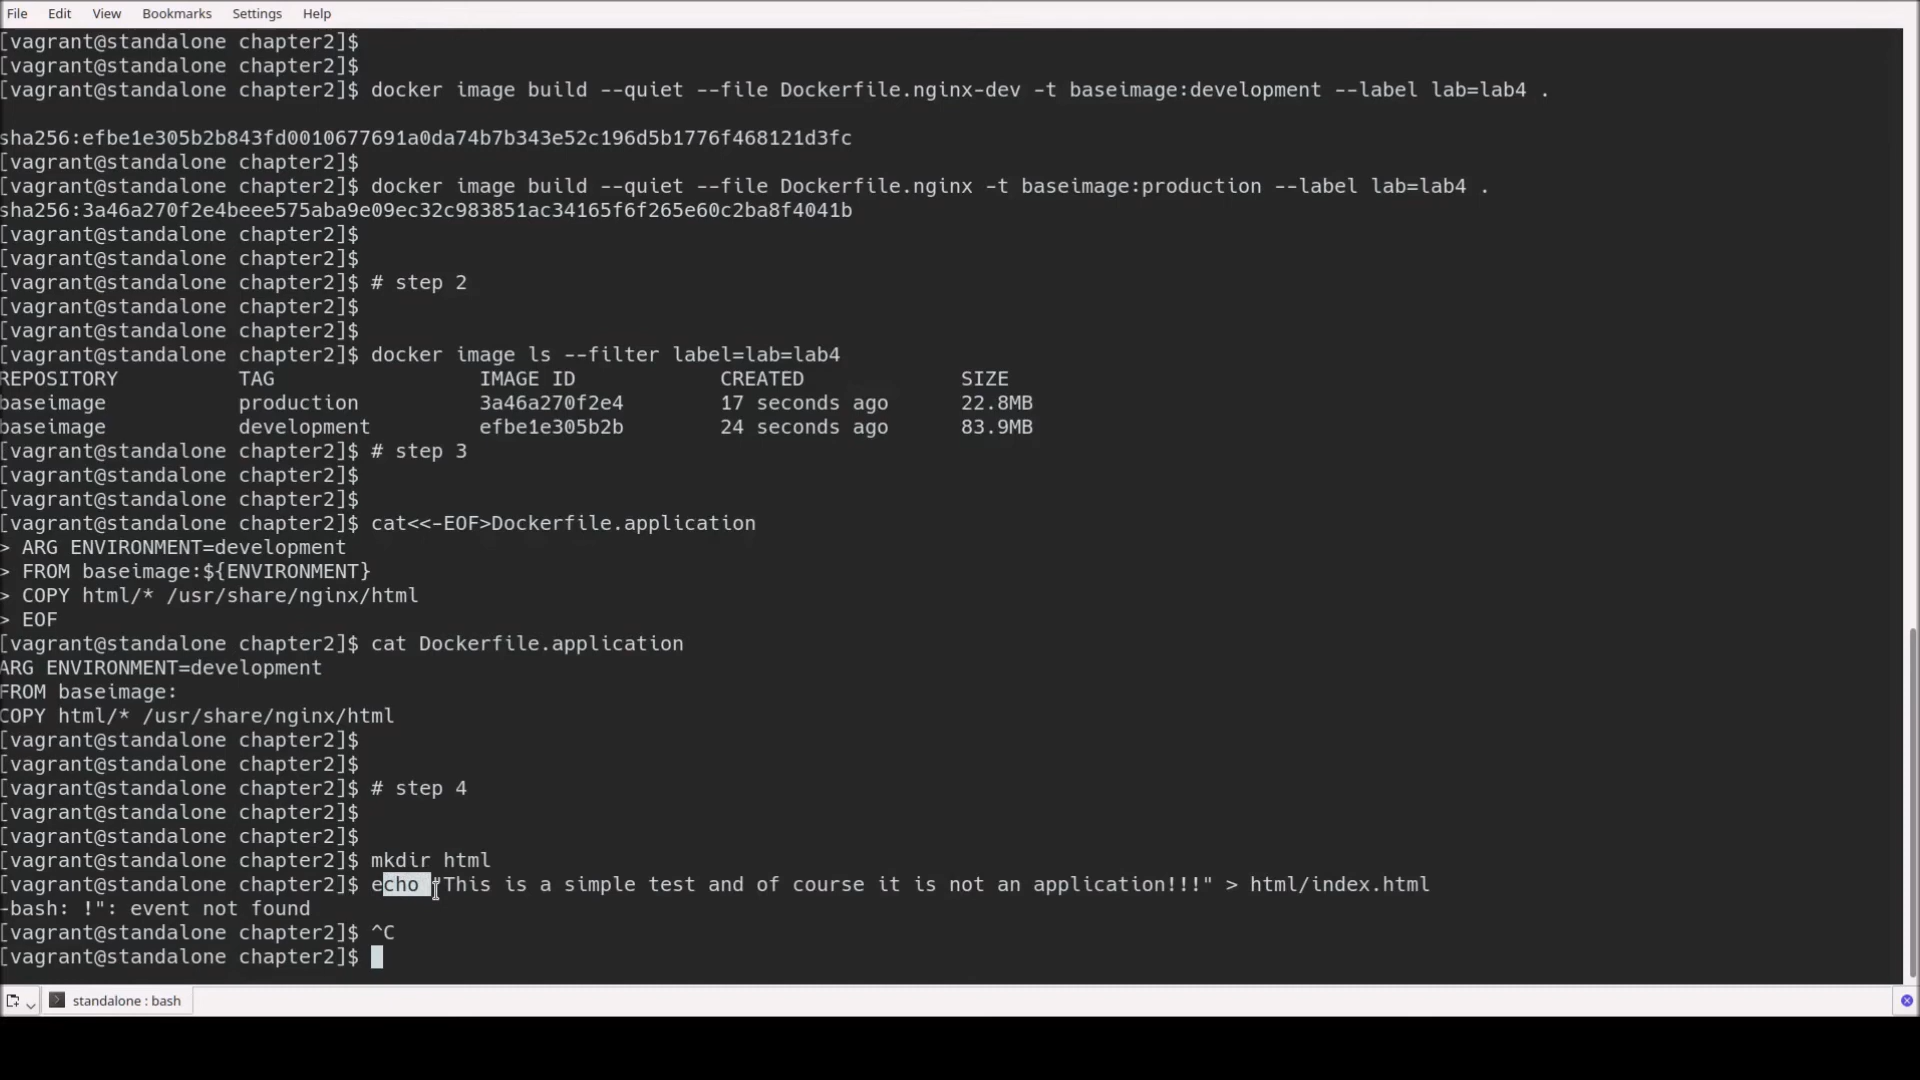 File Edit View Bookmarks Settings Help
[vagrant@standalone chapter2]$
[vagrant@standalone chapter2]$
[vagrant@standalone chapter2]$ docker image build --quiet --file Dockerfile.nginx-dev -t baseimage:development --label lab=lab4 .
sha256:efbe1e305b2b843fd0010677691a0da74b7b343e52c196d5b1776f468121d3fc
[vagrant@standalone chapter2]$
[vagrant@standalone chapter2]$ docker image build --quiet --file Dockerfile.nginx -t baseimage:production --label lab=lab4 .
sha256:3a46a270f2e4beee575aba9e09ec32c983851ac34165f6f265e60c2ba8f4041b
[vagrant@standalone chapter2]$
[vagrant@standalone chapter2]$
[vagrant@standalone chapter2]$ # step 2
[vagrant@standalone chapter2]$
[vagrant@standalone chapter2]$
[vagrant@standalone chapter2]$ docker image ls --filter label=lab=lab4
REPOSITORY TAG IMAGE ID CREATED SIZE
baseimage production 3a46a270f2e4 17 seconds ago 22.8MB
baseimage development efbe1e305b2b 24 seconds ago 83.9MB
[vagrant@standalone chapter2]$ # step 3
[vagrant@standalone chapter2]$
[vagrant@standalone chapter2]$
[vagrant@standalone chapter2]$ cat<<-EOF>Dockerfile.application
> ARG ENVIRONMENT=development
> FROM baseimage:${ENVIRONMENT}
> COPY html/* /usr/share/nginx/html
> EOF
[vagrant@standalone chapter2]$ cat Dockerfile.application
ARG ENVIRONMENT=development
FROM baseimage:
COPY html/* /usr/share/nginx/html
[vagrant@standalone chapter2]$
[vagrant@standalone chapter2]$
[vagrant@standalone chapter2]$ # step 4
[vagrant@standalone chapter2]$
[vagrant@standalone chapter2]$
[vagrant@standalone chapter2]$ mkdir html
[vagrant@standalone chapter2]$ echo "This is a simple test and of course it is not an application!!!" > html/index.html
-bash: !": event not found
[vagrant@standalone chapter2]$ ^C
[vagrant@standalone chapter2]$
standalone : bash